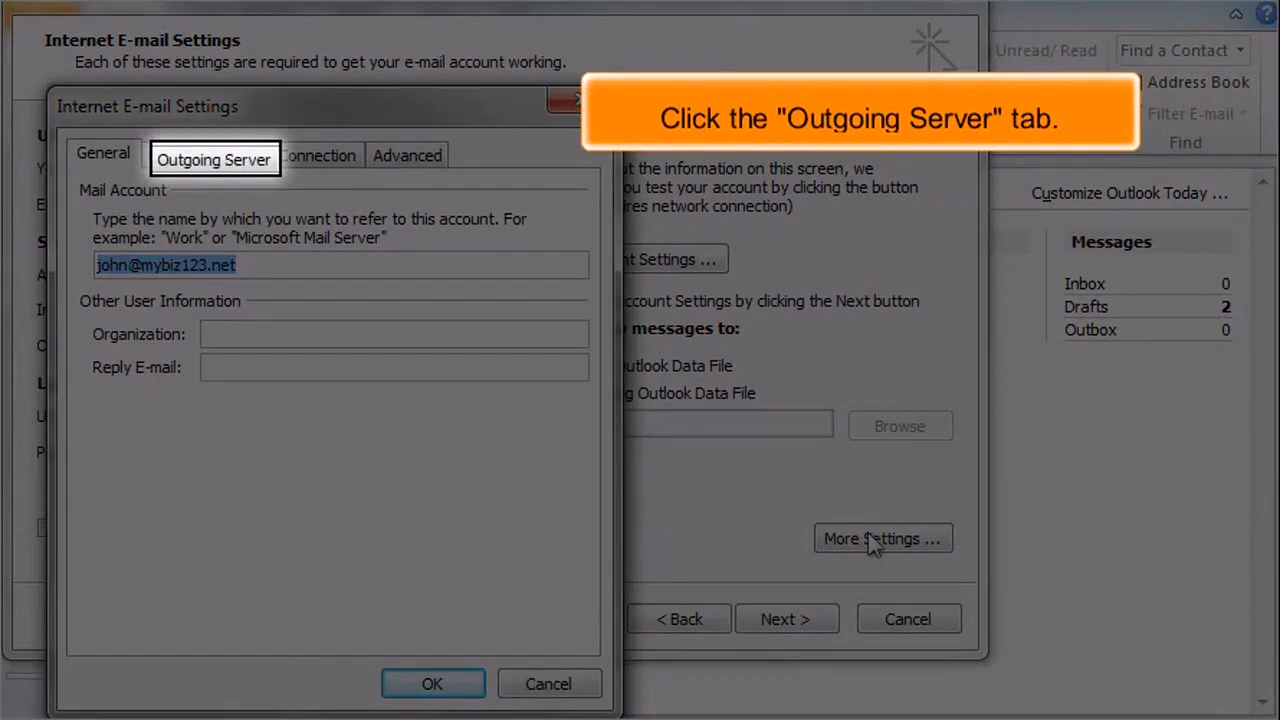 Internet E-mail Settings
Each of these settings are required to get your e-mail account working.
Unread/ Read
Find a Contact
Address Book
Filter E-mail
Find
Internet E-mail Settings
Click the "Outgoing Server" tab.
General
Outgoing Server
Connection
Advanced
Mail Account
Type the name by which you want to refer to this account. For
example: "Work" or "Microsoft Mail Server"
john@mybiz123.net
Other User Information
Organization:
Reply E-mail:
OK
Cancel
the information on this screen, we
you test your account by clicking the button
network connection)
Settings ...
Account Settings by clicking the Next button
messages to:
Outlook Data File
Outlook Data File
Browse
More Settings ...
< Back
Next >
Cancel
Customize Outlook Today ...
Messages
Inbox 0
Drafts 2
Outbox 0